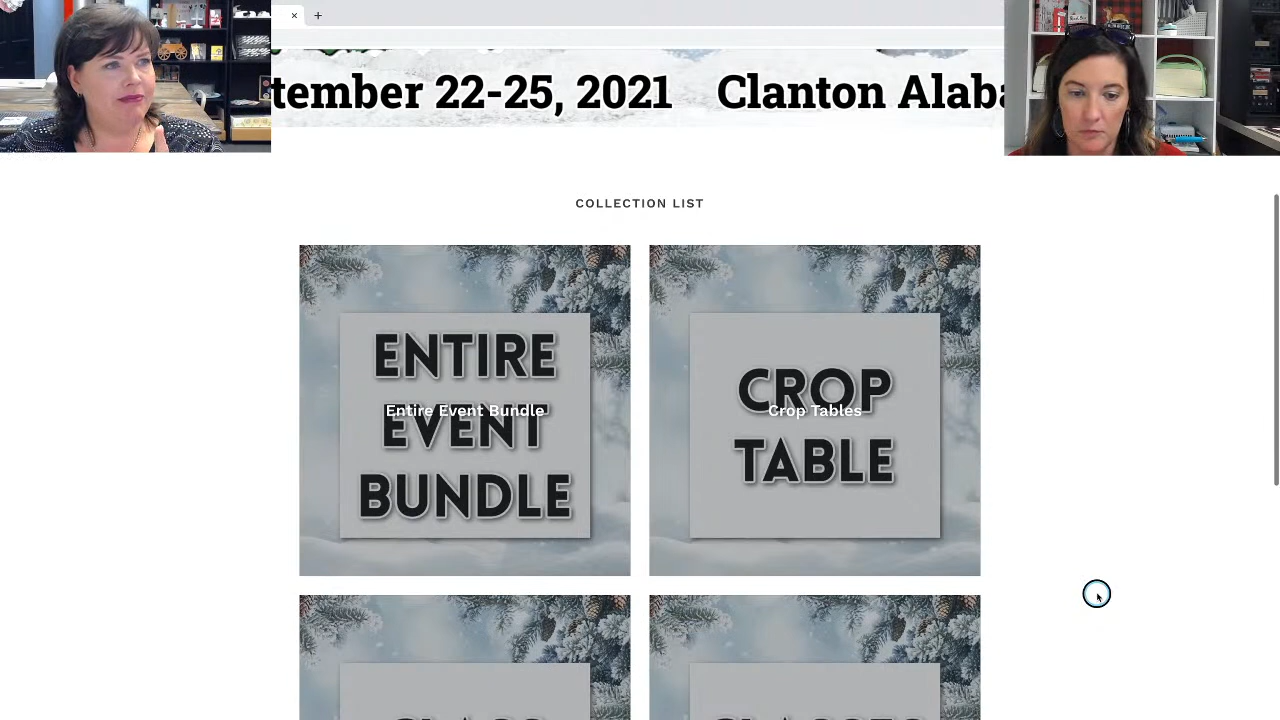 tember 22-25, 2021 Clanton Alaba
COLLECTION LIST
ENTIRE
EVENT
BUNDLE
Entire Event Bundle
CROP
TABLE
Crop Tables